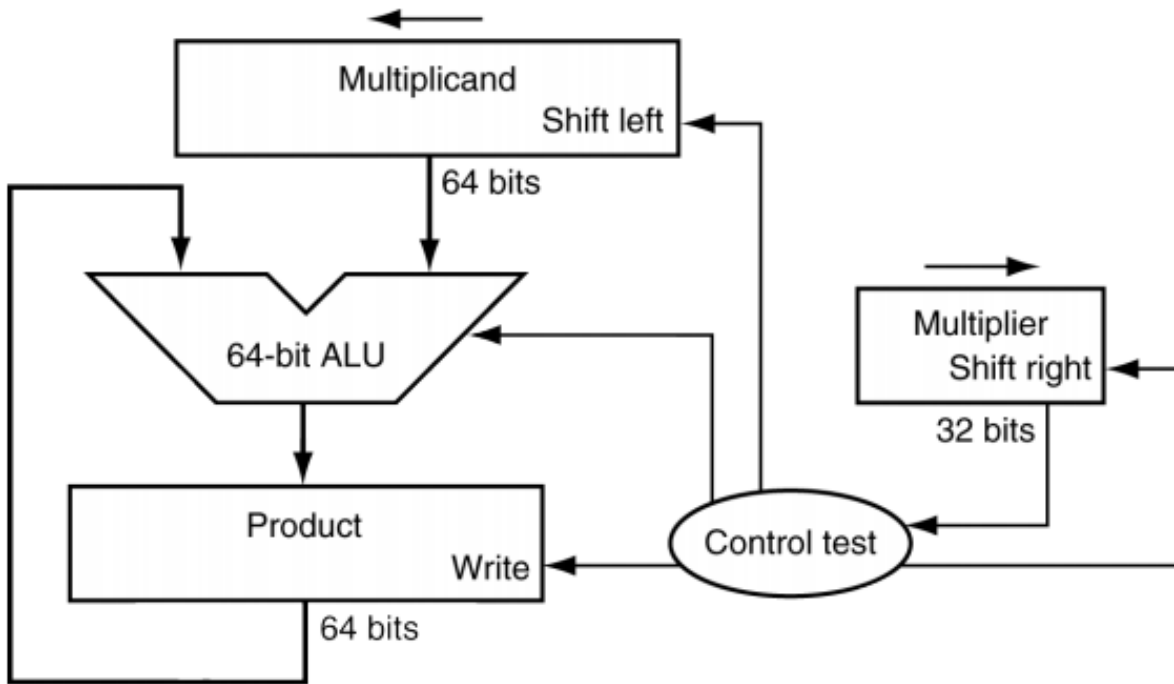 Multiplicand
Shift left
64 bits
64-bit ALU
Multiplier
Shift right
32 bits
Product
Write
Control test
64 bits